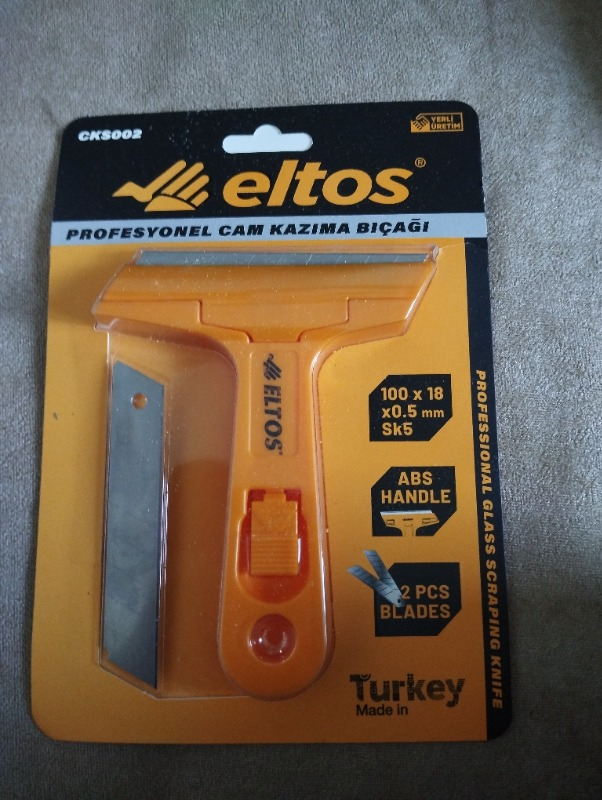 CKS002
YERLİ
ÜRETİM
eltos®
PROFESYONEL CAM KAZIMA BIÇAĞI
ELTOS
100 x 18
x0.5 mm
Sk5
ABS
HANDLE
2 PCS
BLADES
PROFESSIONAL GLASS SCRAPING KNIFE
Turkey
Made in